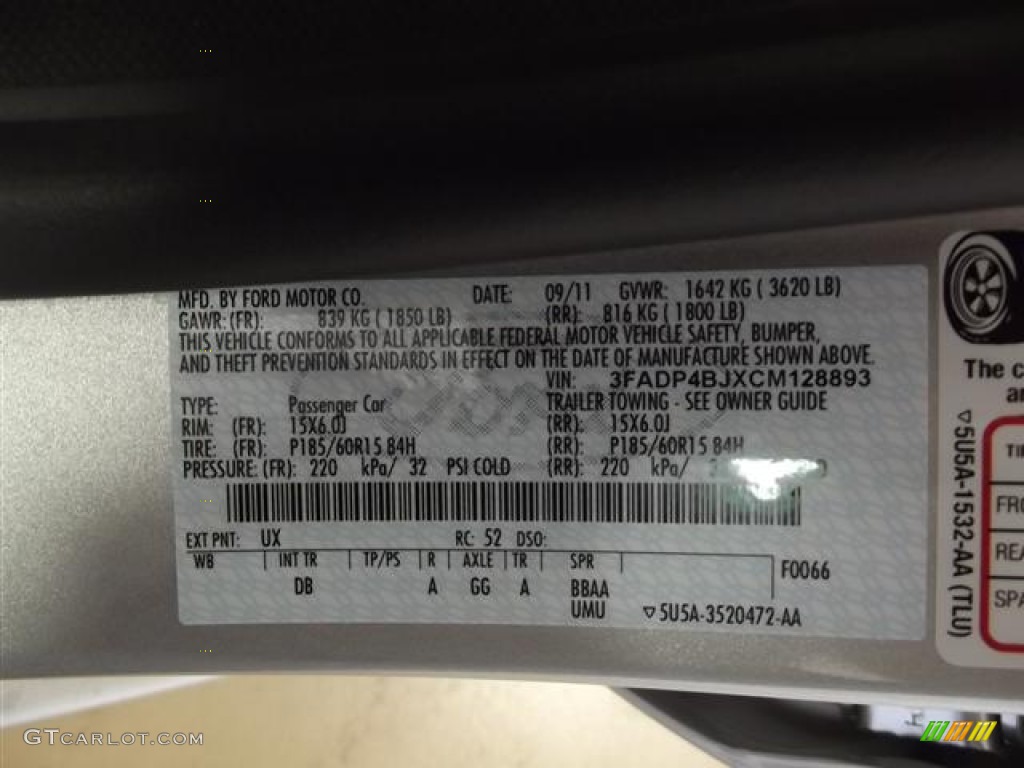 MFD. BY FORD MOTOR CO. DATE: 09/11 GVWR: 1642 KG ( 3620 LB)
GAWR: (FR): 839 KG ( 1850 LB) (RR): 816 KG ( 1800 LB)
THIS VEHICLE CONFORMS TO ALL APPLICABLE FEDERAL MOTOR VEHICLE SAFETY, BUMPER,
AND THEFT PREVENTION STANDARDS IN EFFECT ON THE DATE OF MANUFACTURE SHOWN ABOVE.
VIN: 3FADP4BJXCM128893
TYPE: Passenger Car TRAILER TOWING - SEE OWNER GUIDE
RIM: (FR): 15X6.0J (RR): 15X6.0J
TIRE: (FR): P185/60R15 84H (RR): P185/60R15 84H
PRESSURE: (FR): 220 kPa/ 32 PSI COLD (RR): 220 kPa/
EXT PNT: UX RC: 52 DSO:
WB INT TR TP/PS R AXLE TR SPR
DB A GG A BBAA F0066
UMU ▽5U5A-3520472-AA
The c
an
▽5U5A-1532-AA (TLU)
TI
FRO
REA
SPA
GTCARLOT.COM